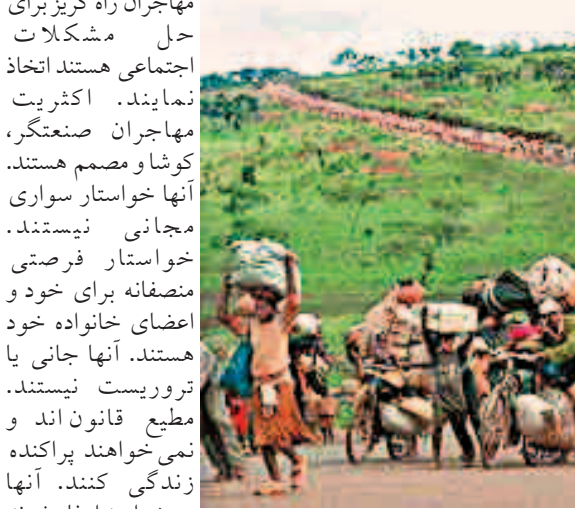 مهاجران راه گریز برای
حل مشکلات
اجتماعی هستند اتخاذ
نمایند. اکثریت
مهاجران صنعتگر،
کوشا و مصمم هستند.
آنها خواستار سواری
مجانی نیستند.
خواستار فرصتی
منصفانه برای خود و
اعضای خانواده خود
هستند. آنها جانی یا
تروریست نیستند.
مطیع قانون اند و
نمی خواهند پراکنده
زندگی کنند. آنها